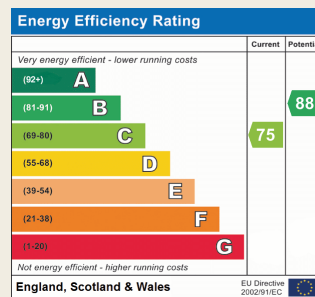 Energy Efficiency Rating
Current Potenti
Very energy efficient - lower running costs
(92+) A
(81-91) B 88
(69-80) C 75
(55-68) D
(39-54) E
(21-38) F
(1-20) G
Not energy efficient - higher running costs
England, Scotland & Wales EU Directive
2002/91/EC